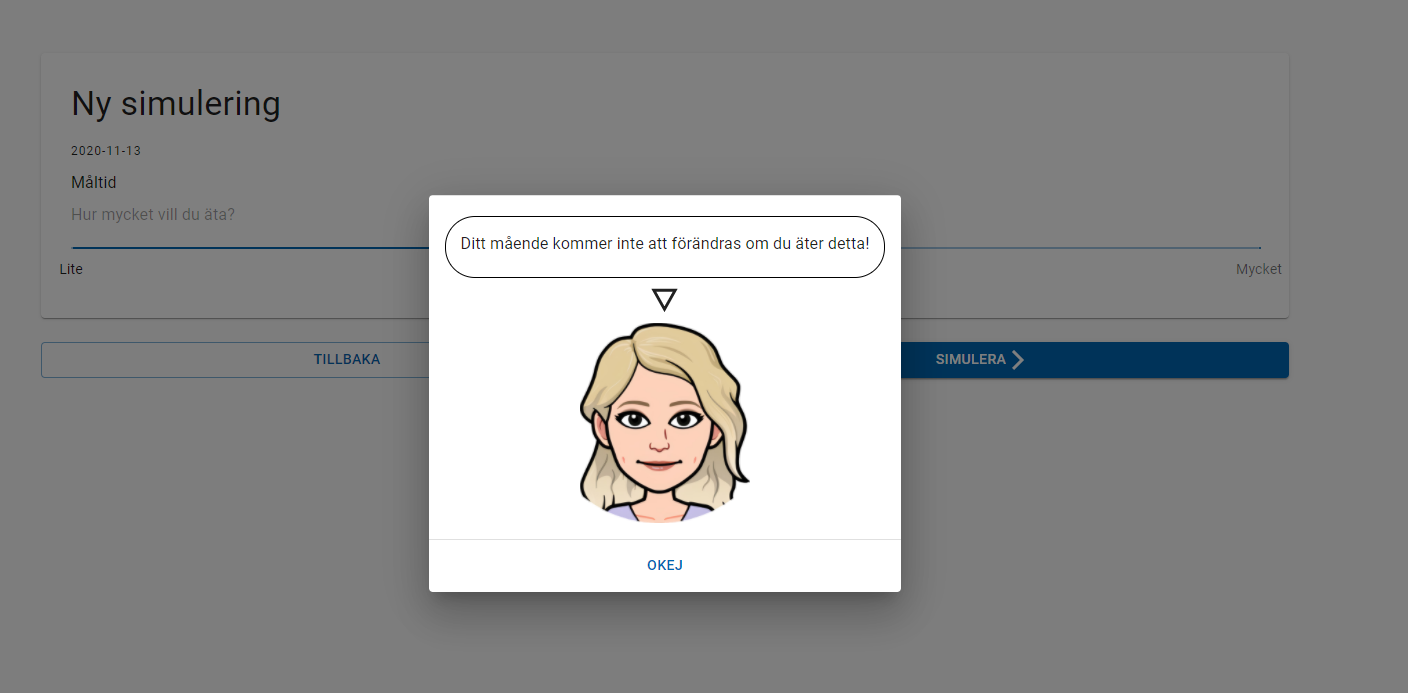 Ny simulering
2020-11-13
Måltid
Hur mycket vill du äta?
Lite
Mycket
Ditt mående kommer inte att förändras om du äter detta!
TILLBAKA
SIMULERA
OKEJ